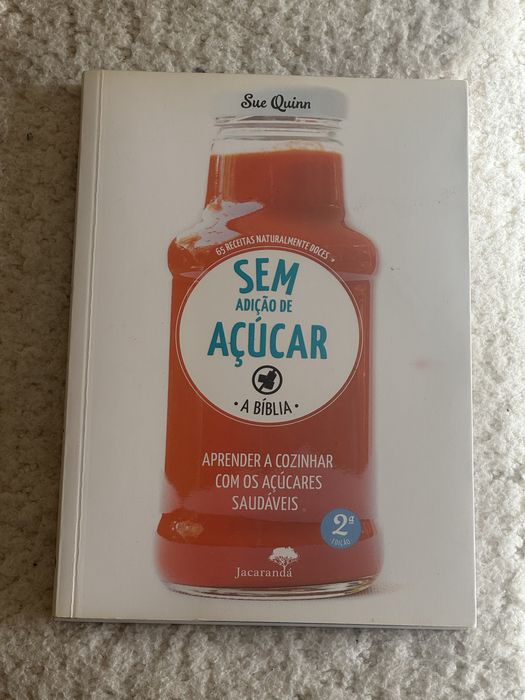 Sue Quinn
65 RECEITAS NATURALMENTE DOCES
SEM
ADIÇÃO DE
AÇÚCAR
• A BÍBLIA •
APRENDER A COZINHAR
COM OS AÇÚCARES
SAUDÁVEIS
2ª
EDIÇÃO
Jacarandá